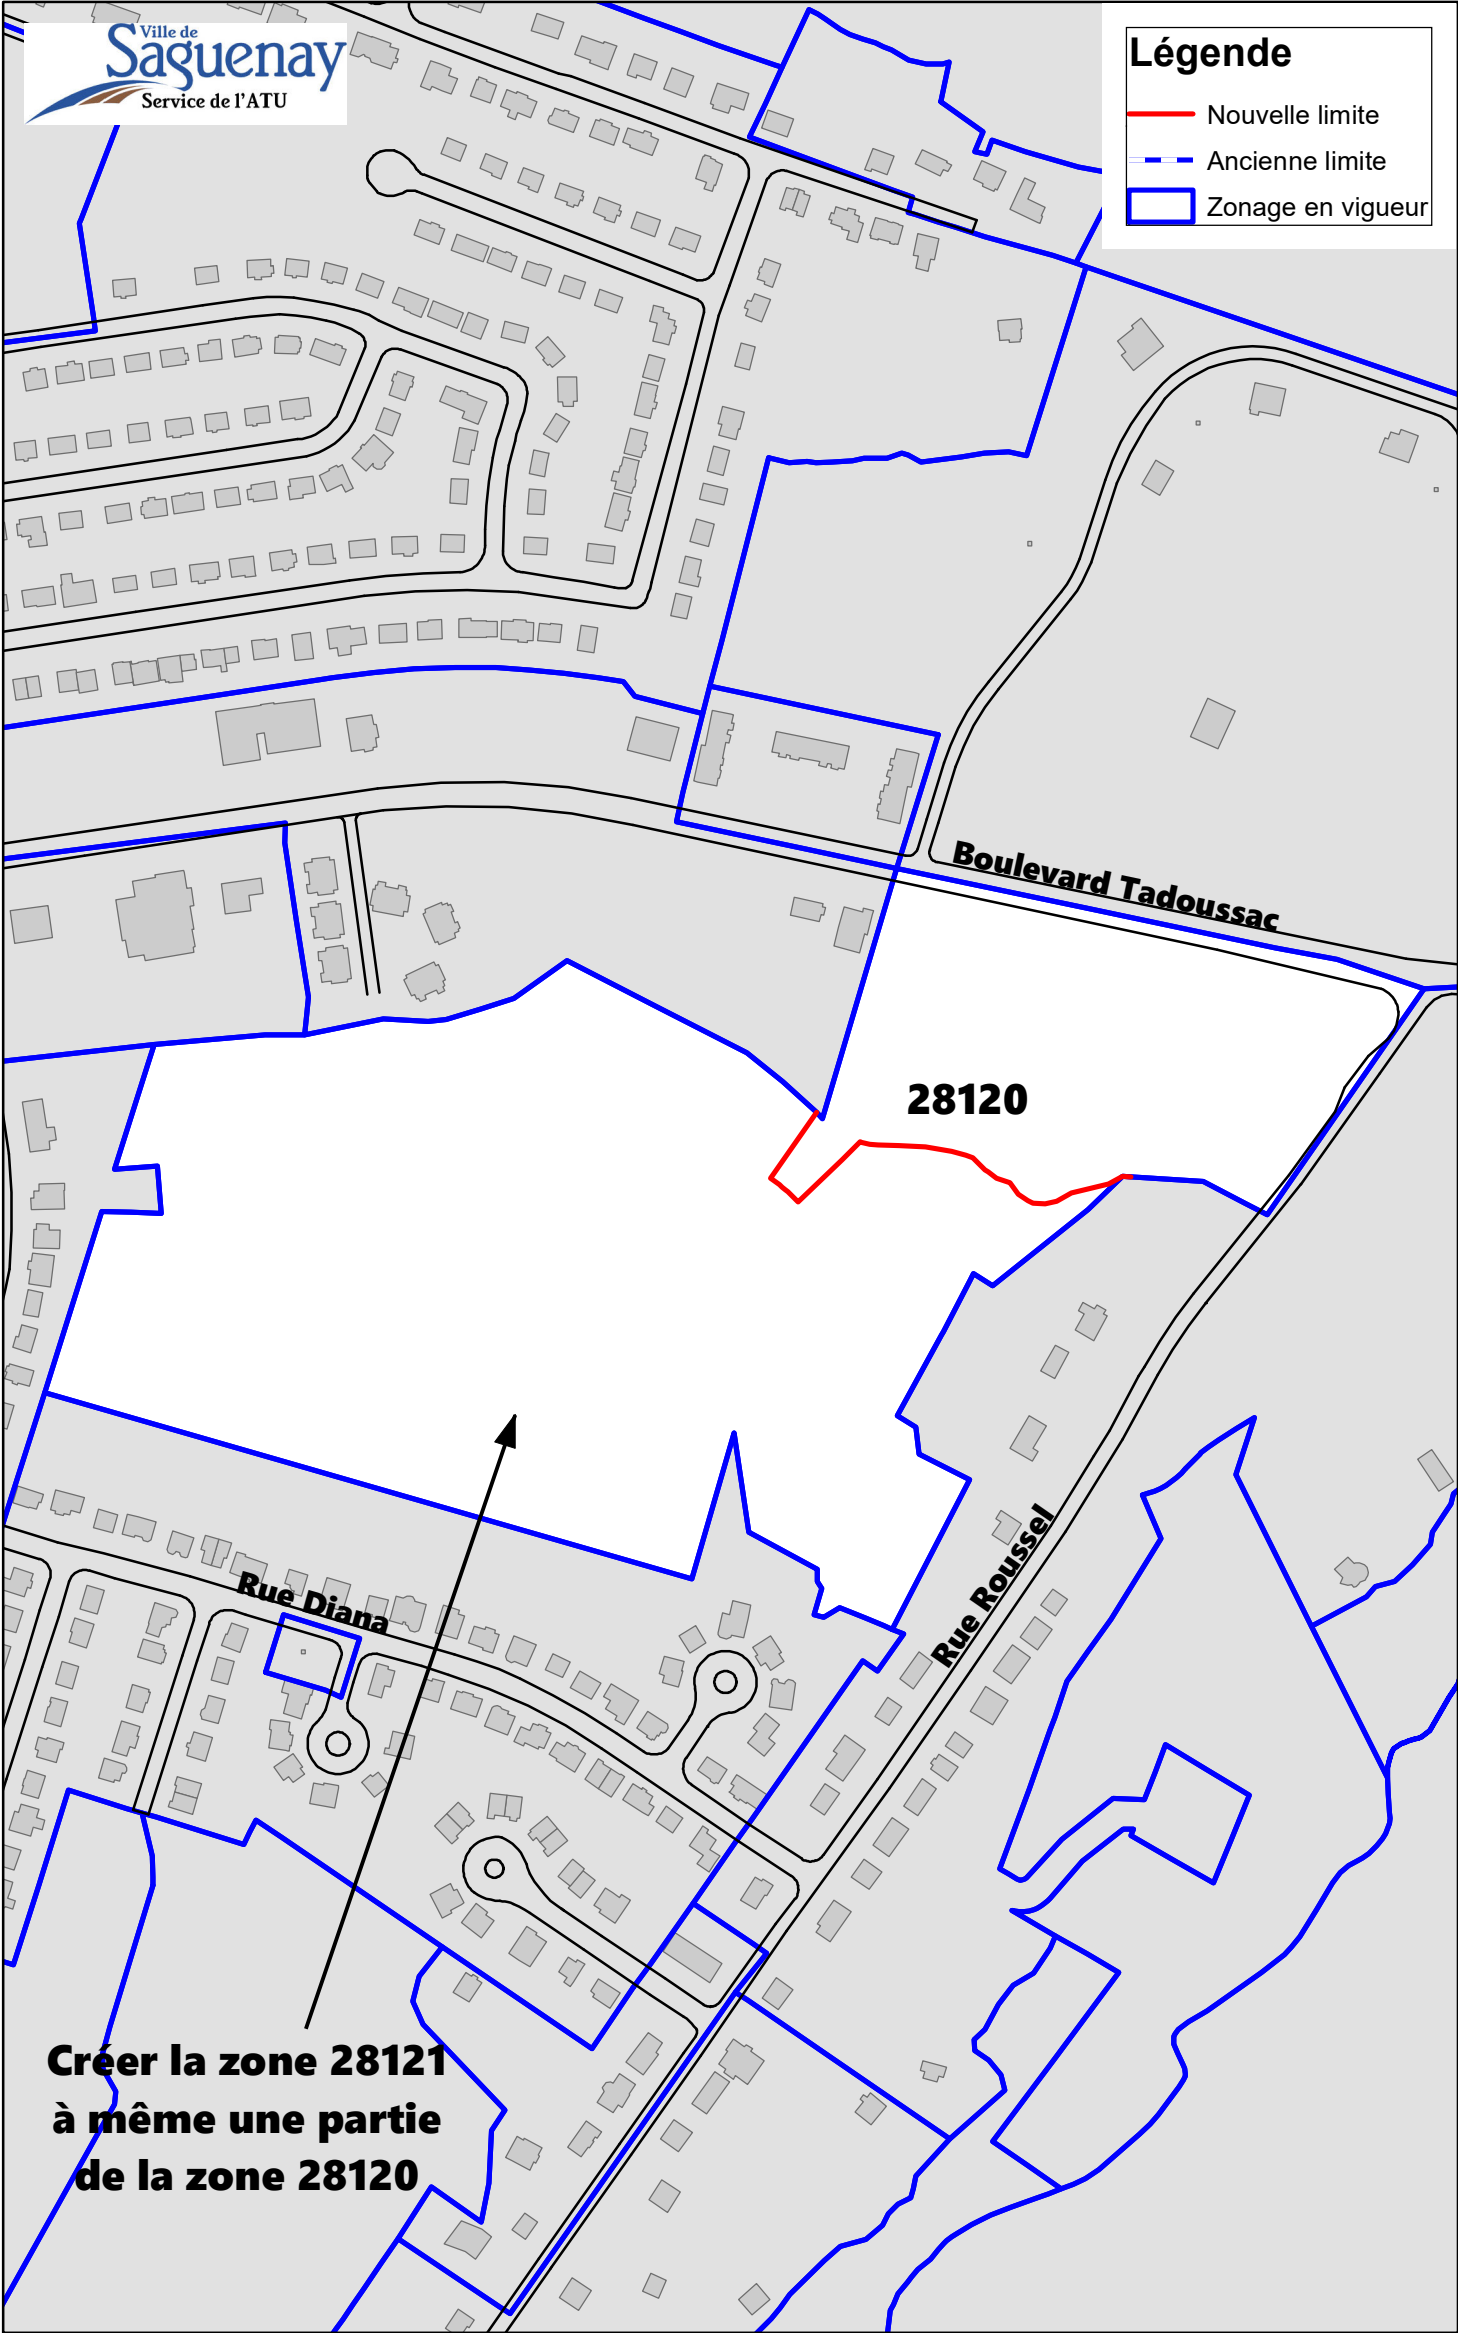 Ville de
Saguenay
Service de l'ATU
Légende
Nouvelle limite
Ancienne limite
Zonage en vigueur
Boulevard Tadoussac
28120
Rue Roussel
Rue Diana
Créer la zone 28121
à même une partie
de la zone 28120